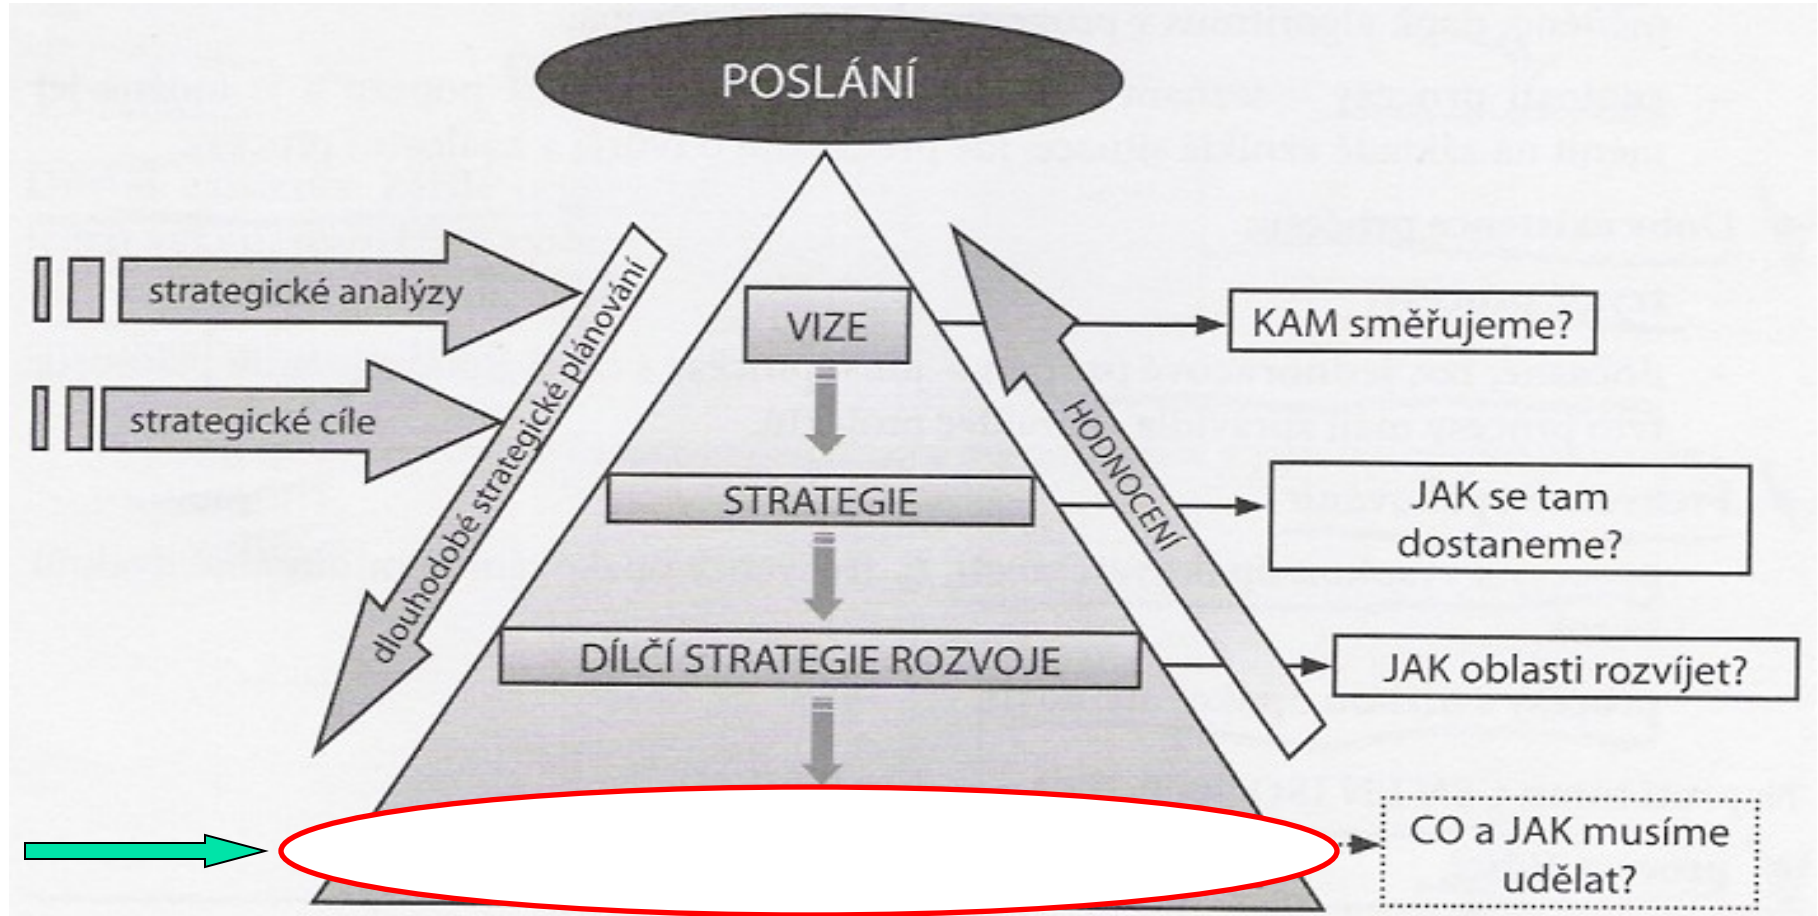 POSLÁNÍ
strategické analýzy
strategické cíle
dlouhodobé strategické plánování
VIZE
STRATEGIE
DÍLČÍ STRATEGIE ROZVOJE
HODNOCENÍ
KAM směřujeme?
JAK se tam
dostaneme?
JAK oblasti rozvíjet?
CO a JAK musíme
udělat?